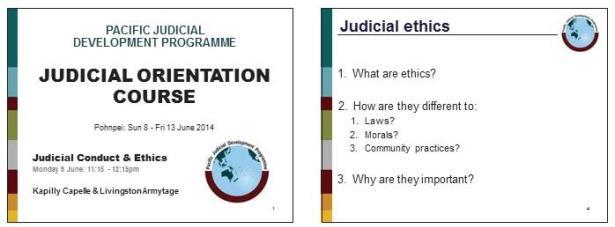 PACIFIC JUDICIAL
DEVELOPMENT PROGRAMME
JUDICIAL ORIENTATION
COURSE
Pohnpei: Sun 8 - Fri 13 June 2014
Judicial Conduct & Ethics
Monday 9 June: 11:15 - 12:15pm
Kapilly Capelle & Livingston Armytage
Pacific Judicial Development Programme
1
Judicial ethics
1. What are ethics?
2. How are they different to:
1. Laws?
2. Morals?
3. Community practices?
3. Why are they important?